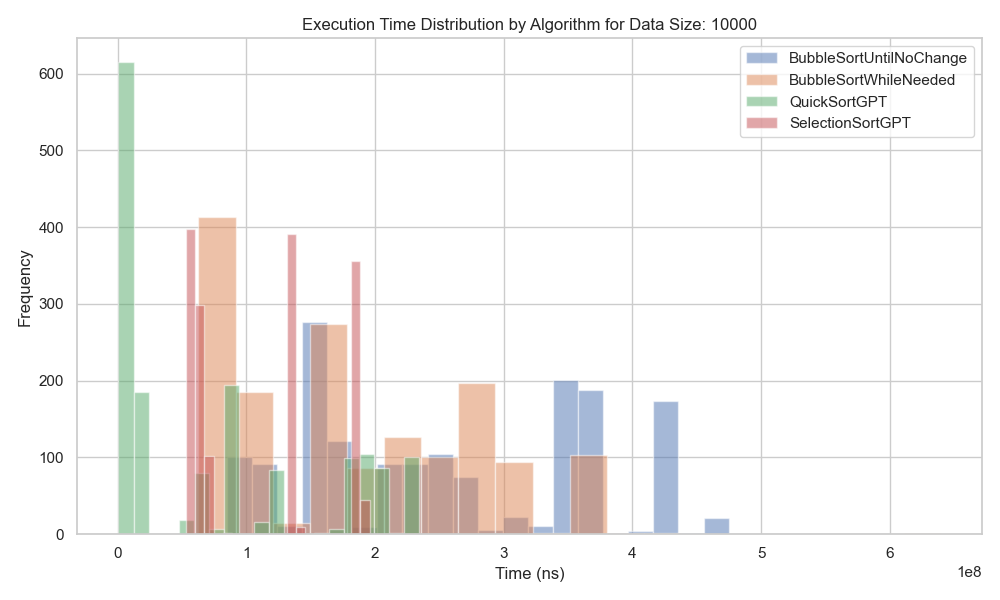 Execution Time Distribution by Algorithm for Data Size: 10000
BubbleSortUntilNoChange
BubbleSortWhileNeeded
QuickSortGPT
SelectionSortGPT
Frequency
600
500
400
300
200
100
0
0 1 2 3 4 5 6
1e8
Time (ns)